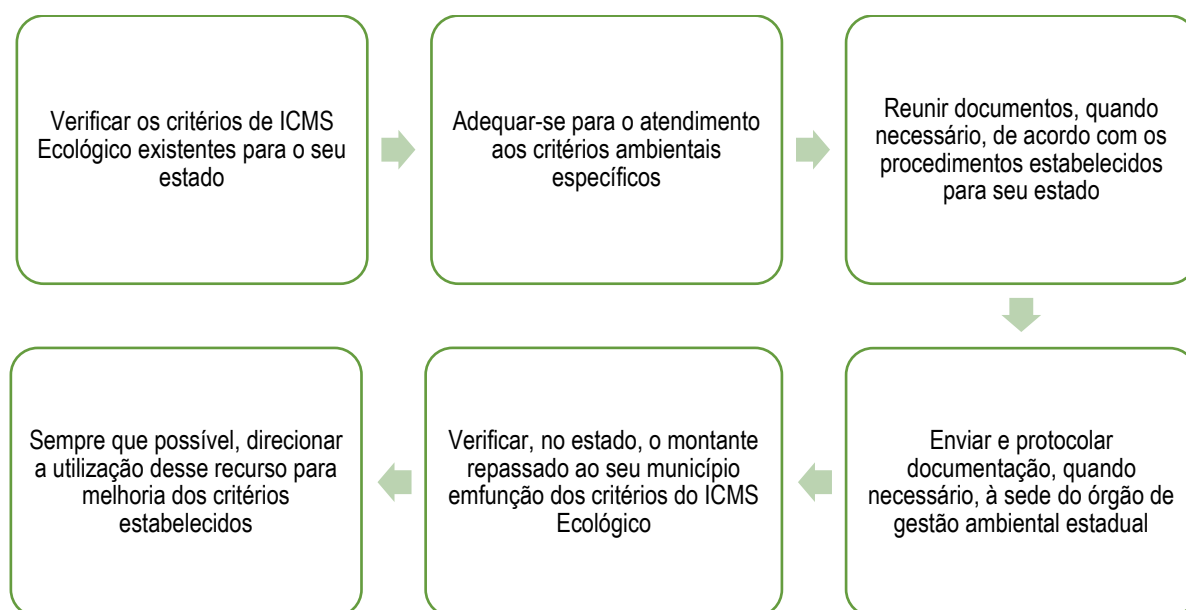 Verificar os critérios de ICMS
Ecológico existentes para o seu
estado
Adequar-se para o atendimento
aos critérios ambientais
específicos
Reunir documentos, quando
necessário, de acordo com os
procedimentos estabelecidos
para seu estado
Enviar e protocolar
documentação, quando
necessário, à sede do órgão de
gestão ambiental estadual
Verificar, no estado, o montante
repassado ao seu município
emfunção dos critérios do ICMS
Ecológico
Sempre que possível, direcionar
a utilização desse recurso para
melhoria dos critérios
estabelecidos